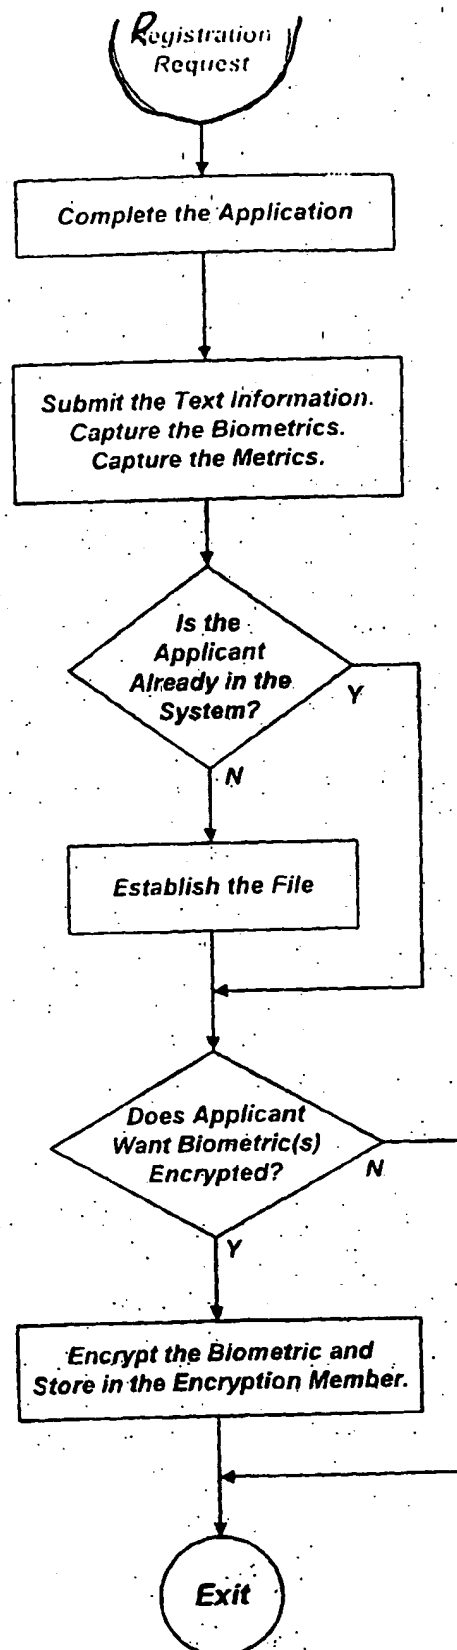 Registration
Request
Complete the Application
Submit the Text Information.
Capture the Biometrics.
Capture the Metrics.
Is the
Applicant
Already in the
System?
Y
N
Establish the File
Does Applicant
Want Biometric(s)
Encrypted?
N
Y
Encrypt the Biometric and
Store in the Encryption Member.
Exit